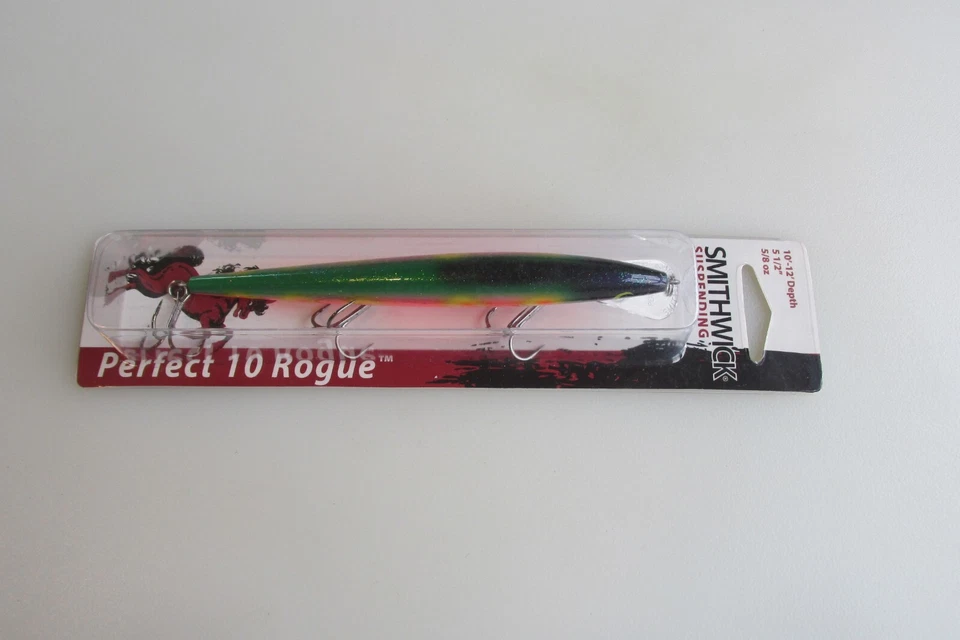 Perfect 10 Rogue™
SMITHWICK®
SUSPENDING
10'-12' Depth
5 1/2"
5/8 oz